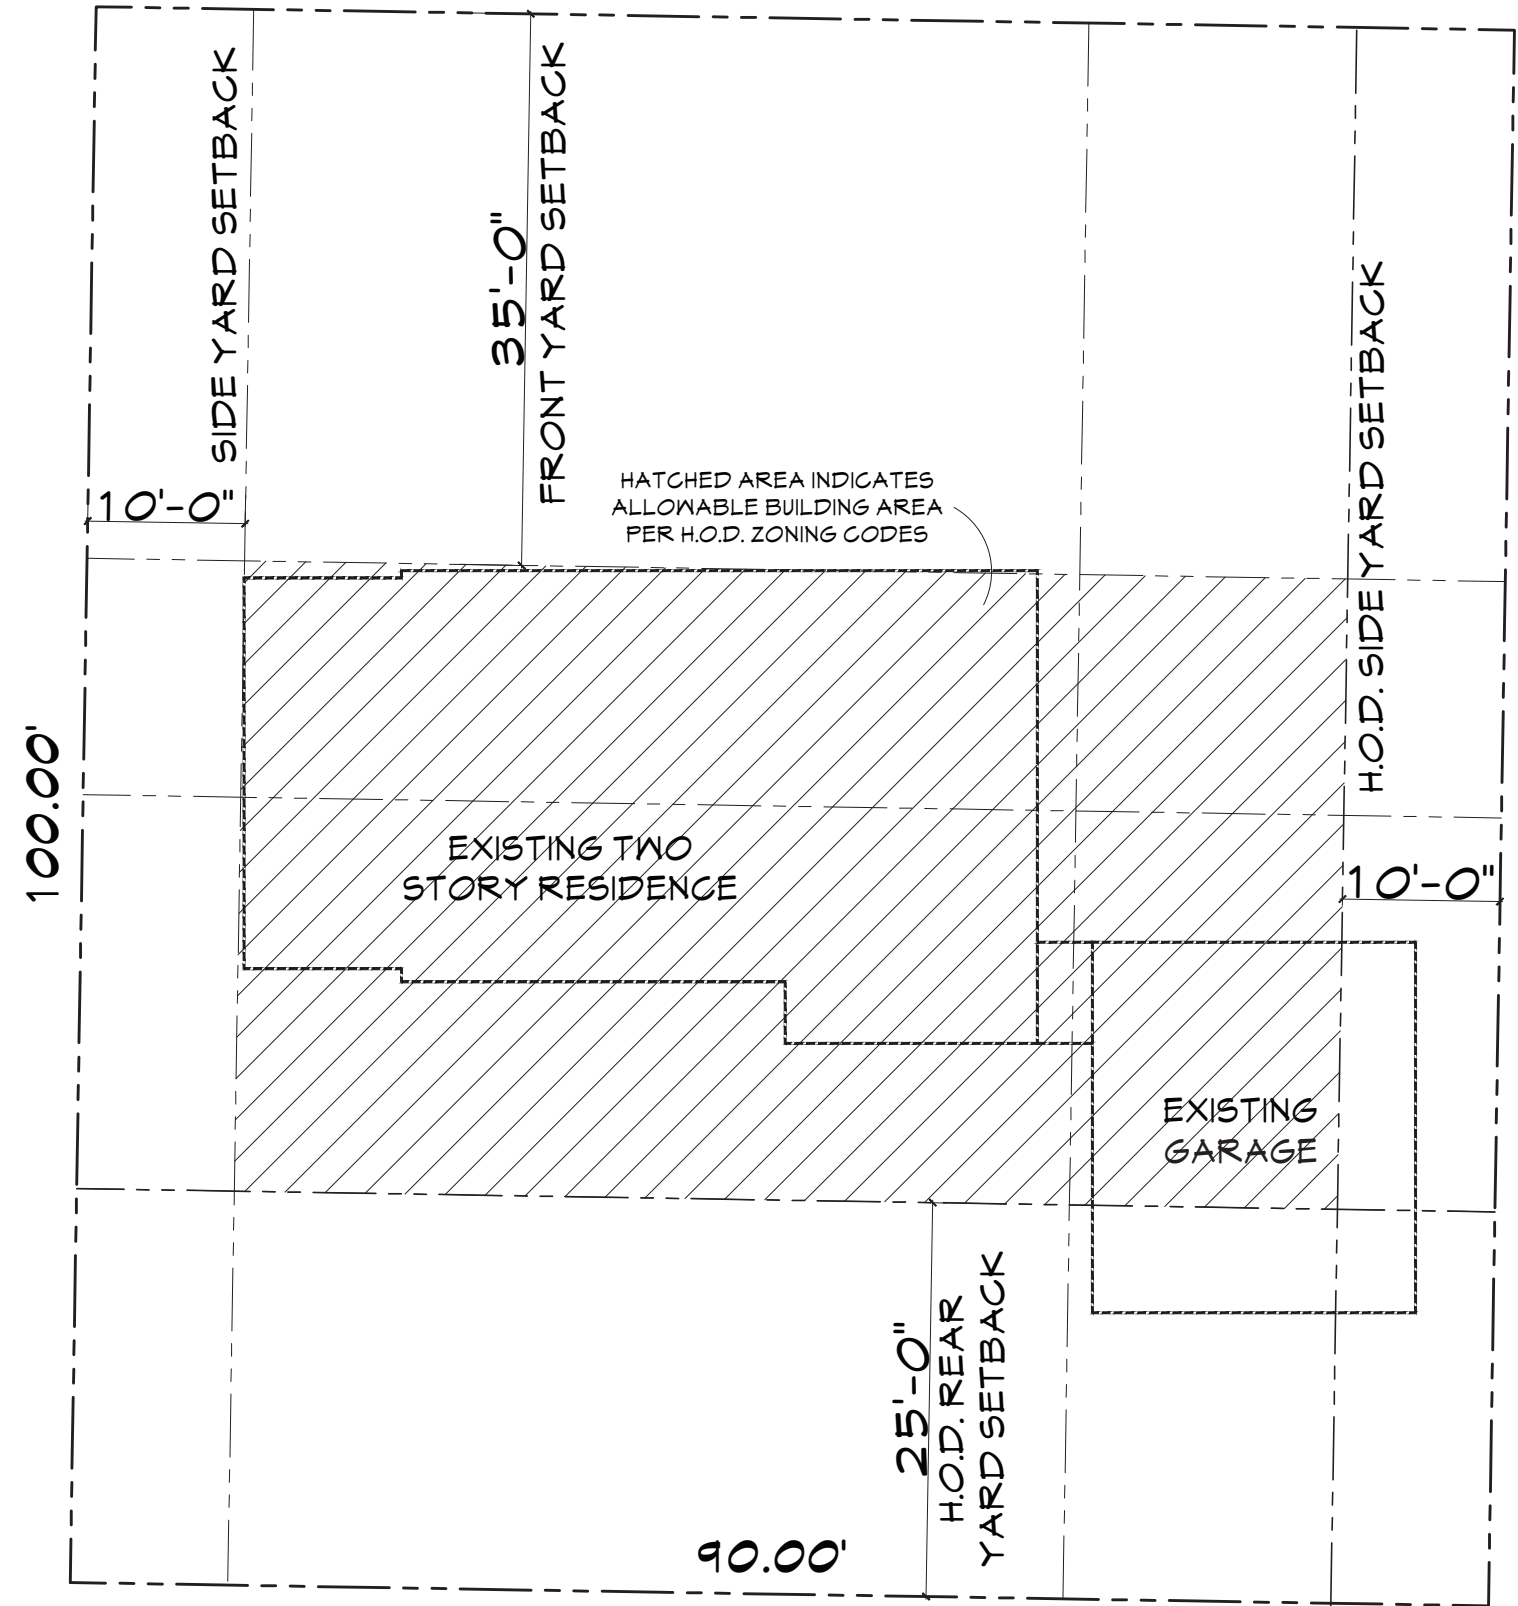 SIDE YARD SETBACK
35'-0"
FRONT YARD SETBACK
H.O.D. SIDE YARD SETBACK
10'-0"
HATCHED AREA INDICATES
ALLOWABLE BUILDING AREA
PER H.O.D. ZONING CODES
100.00'
EXISTING TWO
STORY RESIDENCE
10'-0"
EXISTING
GARAGE
25'-0"
H.O.D. REAR
YARD SETBACK
90.00'